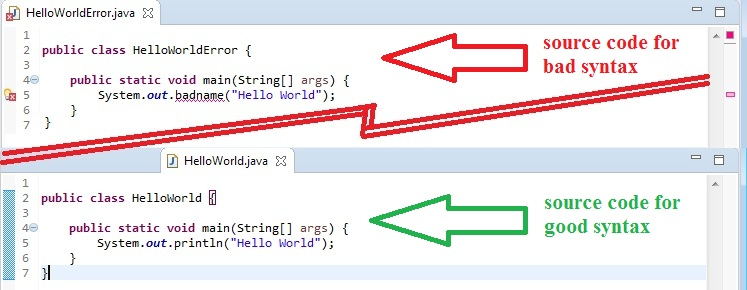 HelloWorldError.java
1
2 public class HelloWorldError {
3
4 public static void main(String[] args) {
5 System.out.badname("Hello World");
6 }
7 }
source code for
bad syntax
HelloWorld.java
1
2 public class HelloWorld {
3
4 public static void main(String[] args) {
5 System.out.println("Hello World");
6 }
7 }
source code for
good syntax